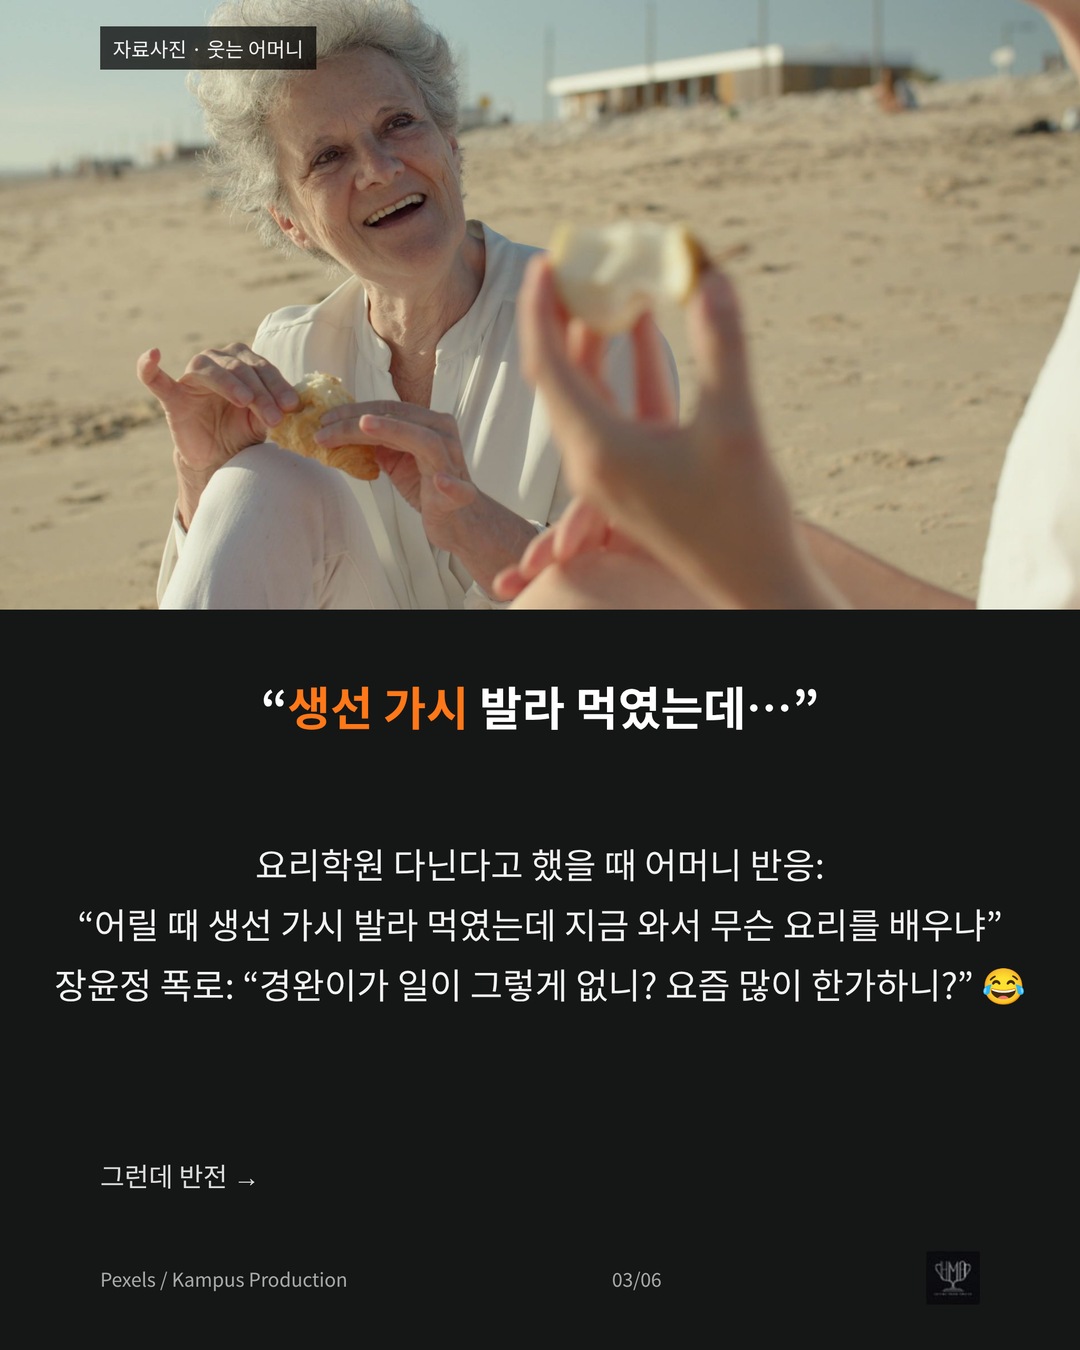 자료사진 · 웃는 어머니
“생선 가시 발라 먹였는데…”
요리학원 다닌다고 했을 때 어머니 반응:
“어릴 때 생선 가시 발라 먹였는데 지금 와서 무슨 요리를 배우냐”
장윤정 폭로: “경완이가 일이 그렇게 없니? 요즘 많이 한가하니?” 😂
그런데 반전 →
Pexels / Kampus Production
03/06